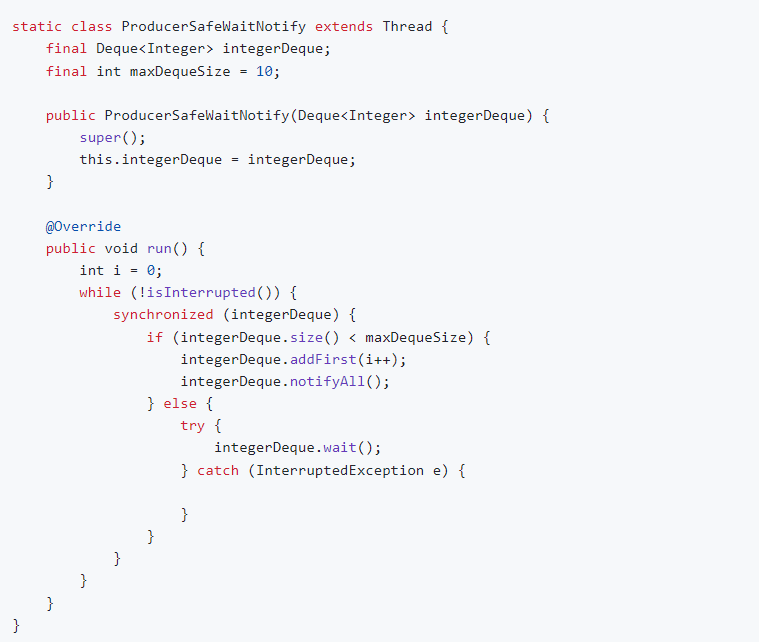 static class ProducerSafeWaitNotify extends Thread {
    final Deque<Integer> integerDeque;
    final int maxDequeSize = 10;

    public ProducerSafeWaitNotify(Deque<Integer> integerDeque) {
        super();
        this.integerDeque = integerDeque;
    }

    @Override
    public void run() {
        int i = 0;
        while (!isInterrupted()) {
            synchronized (integerDeque) {
                if (integerDeque.size() < maxDequeSize) {
                    integerDeque.addFirst(i++);
                    integerDeque.notifyAll();
                } else {
                    try {
                        integerDeque.wait();
                    } catch (InterruptedException e) {

                    }
                }
            }
        }
    }
}